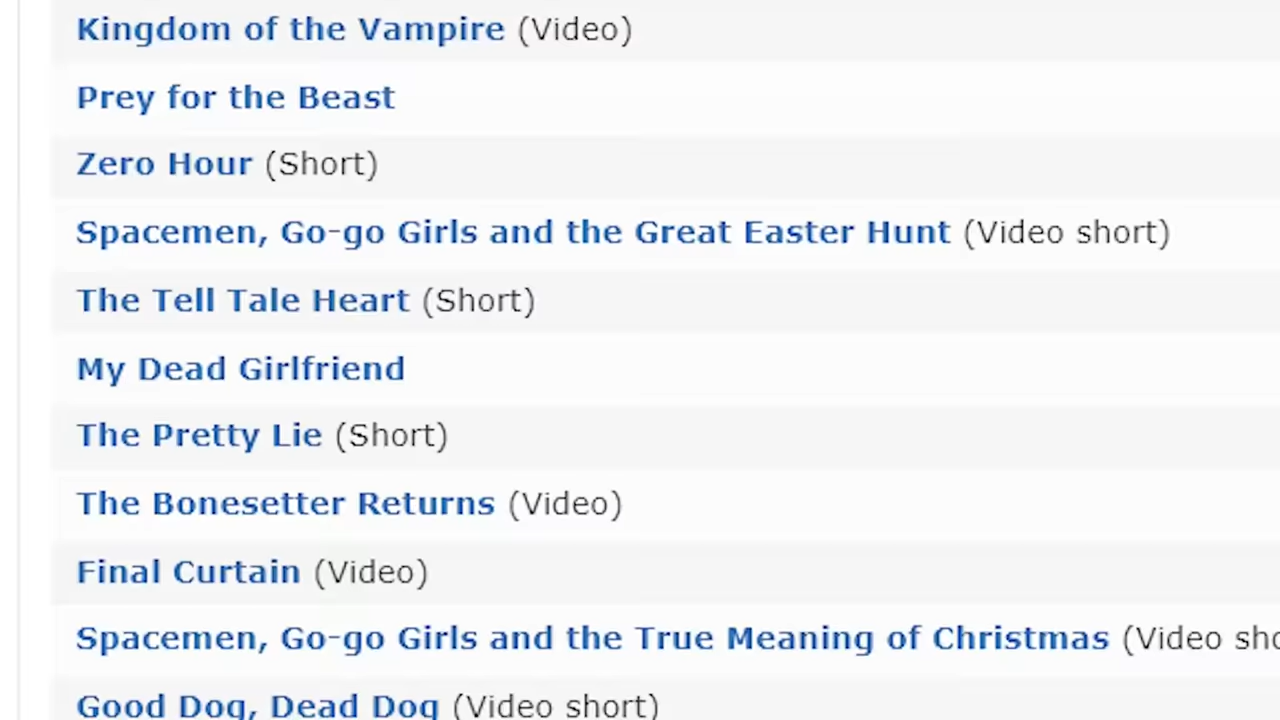 Kingdom of the Vampire (Video)
Prey for the Beast
Zero Hour (Short)
Spacemen, Go-go Girls and the Great Easter Hunt (Video short)
The Tell Tale Heart (Short)
My Dead Girlfriend
The Pretty Lie (Short)
The Bonesetter Returns (Video)
Final Curtain (Video)
Spacemen, Go-go Girls and the True Meaning of Christmas (Video sho
Good Dog, Dead Dog (Video short)